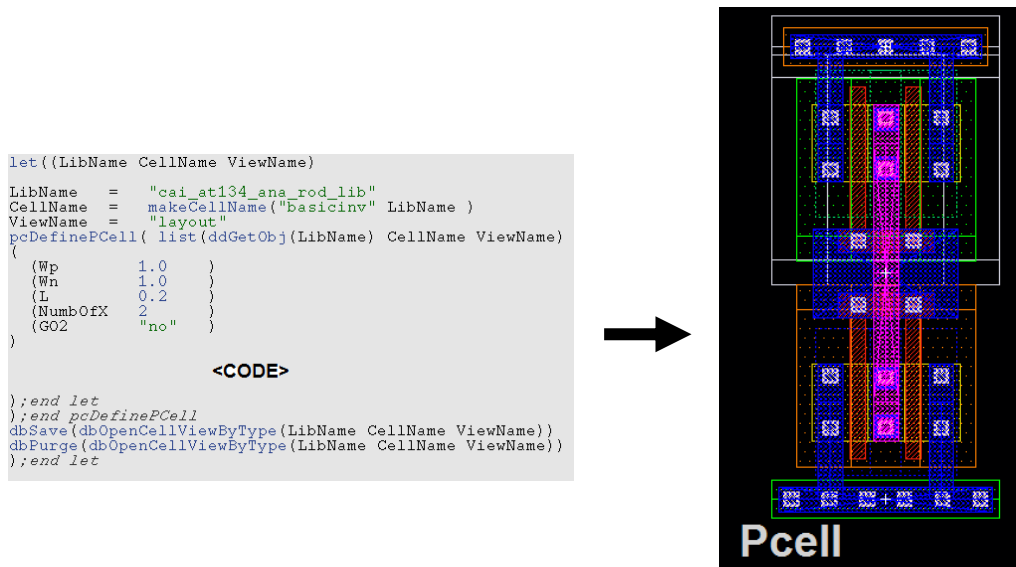 let((LibName CellName ViewName)
LibName   =   "cai_at134_ana_rod_lib"
CellName  =   makeCellName("basicinv" LibName )
ViewName  =   "layout"
pcDefinePCell( list(ddGetObj(LibName) CellName ViewName)
(
  (Wp        1.0    )
  (Wn        1.0    )
  (L         0.2    )
  (NumbOfX   2      )
  (GO2       "no"   )
)
<CODE>
);end let
);end pcDefinePCell
dbSave(dbOpenCellViewByType(LibName CellName ViewName))
dbPurge(dbOpenCellViewByType(LibName CellName ViewName))
);end let
Pcell